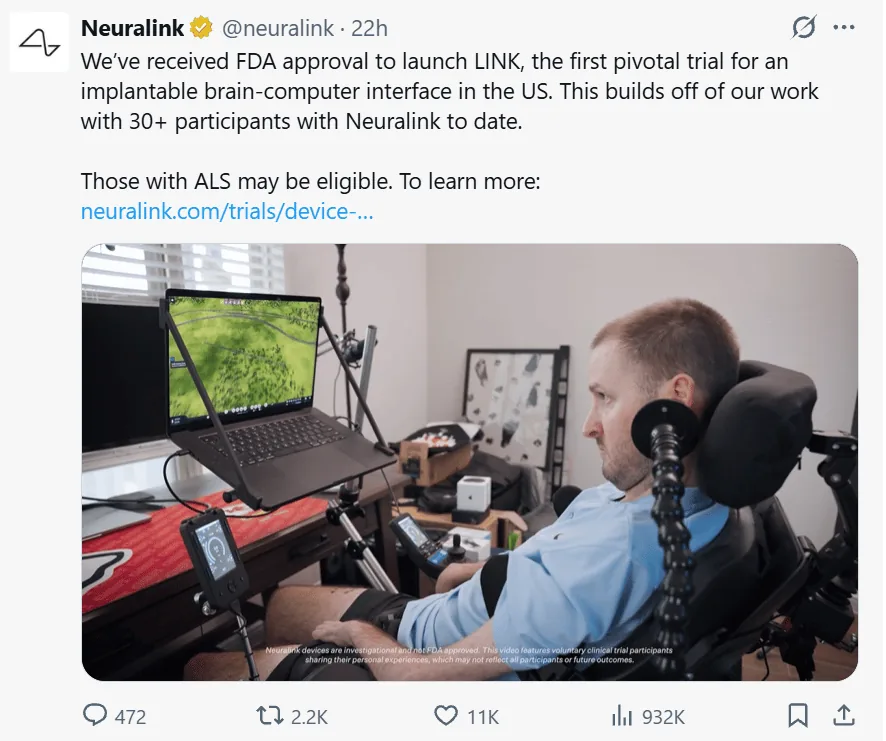 Neuralink @neuralink · 22h
We’ve received FDA approval to launch LINK, the first pivotal trial for an
implantable brain-computer interface in the US. This builds off of our work
with 30+ participants with Neuralink to date.
Those with ALS may be eligible. To learn more:
neuralink.com/trials/device-...
Neuralink devices are investigational and not FDA approved. This video features voluntary clinical trial participants
sharing their personal experiences, which may not reflect all participants or future outcomes.
472 2.2K 11K 932K